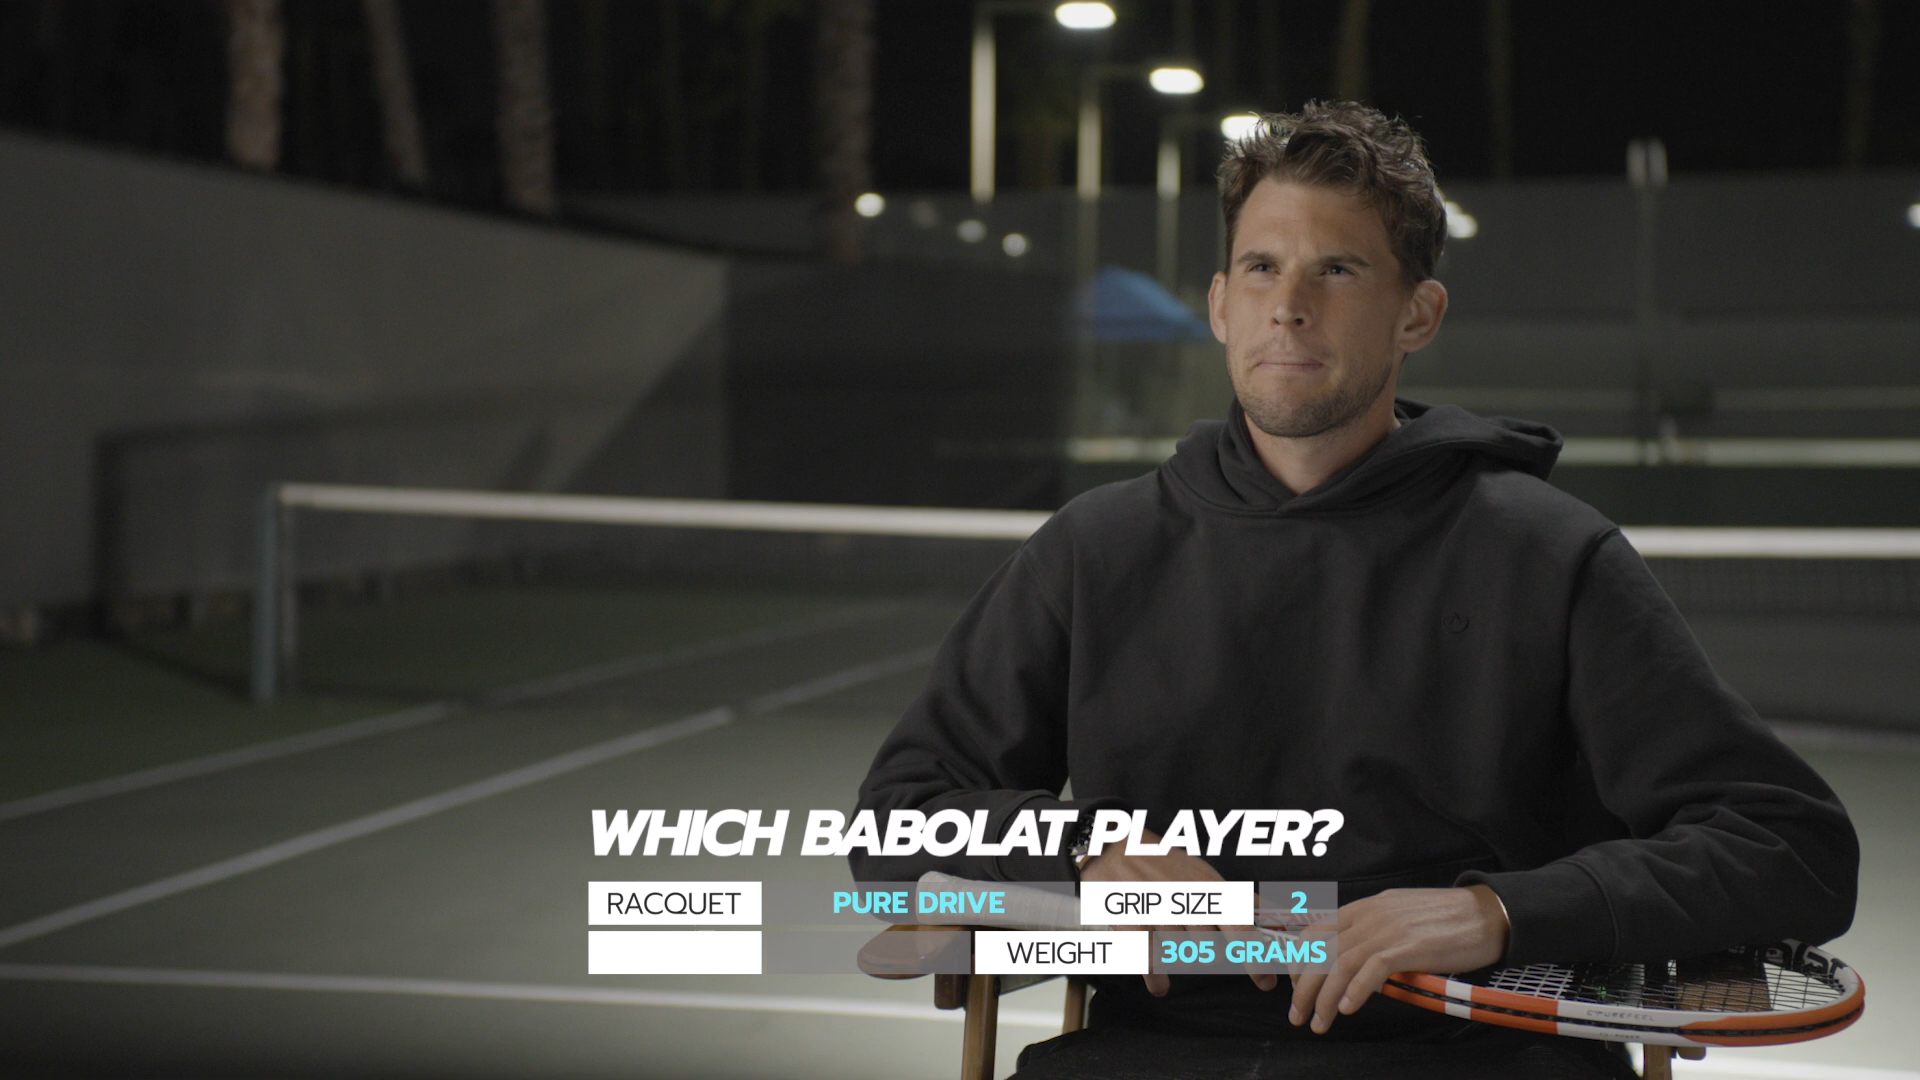 WHICH BABOLAT PLAYER?
RACQUET PURE DRIVE GRIP SIZE 2
WEIGHT 305 GRAMS